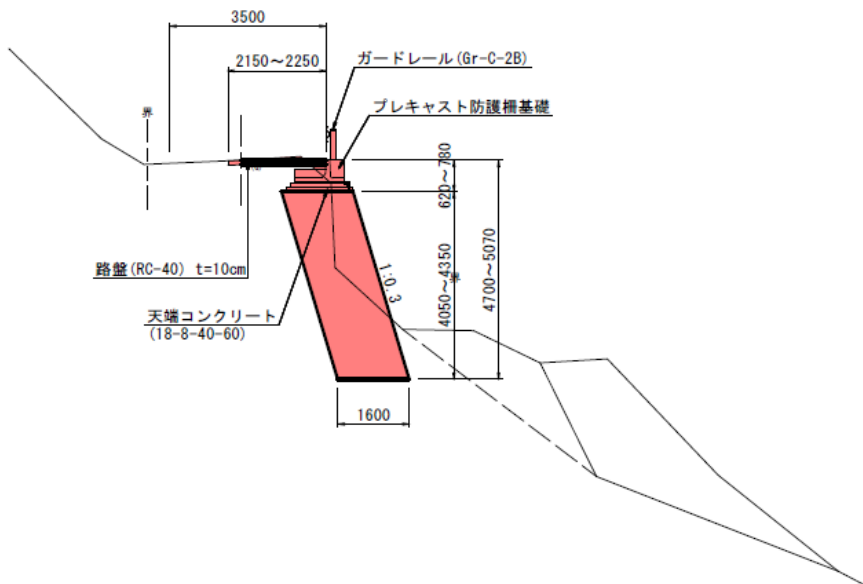 3500
2150～2250
ガードレール(Gr-C-2B)
プレキャスト防護柵基礎
界
620～780
路盤(RC-40) t=10cm
1:0.3
4050～4350
界
4700～5070
天端コンクリート
(18-8-40-60)
1600